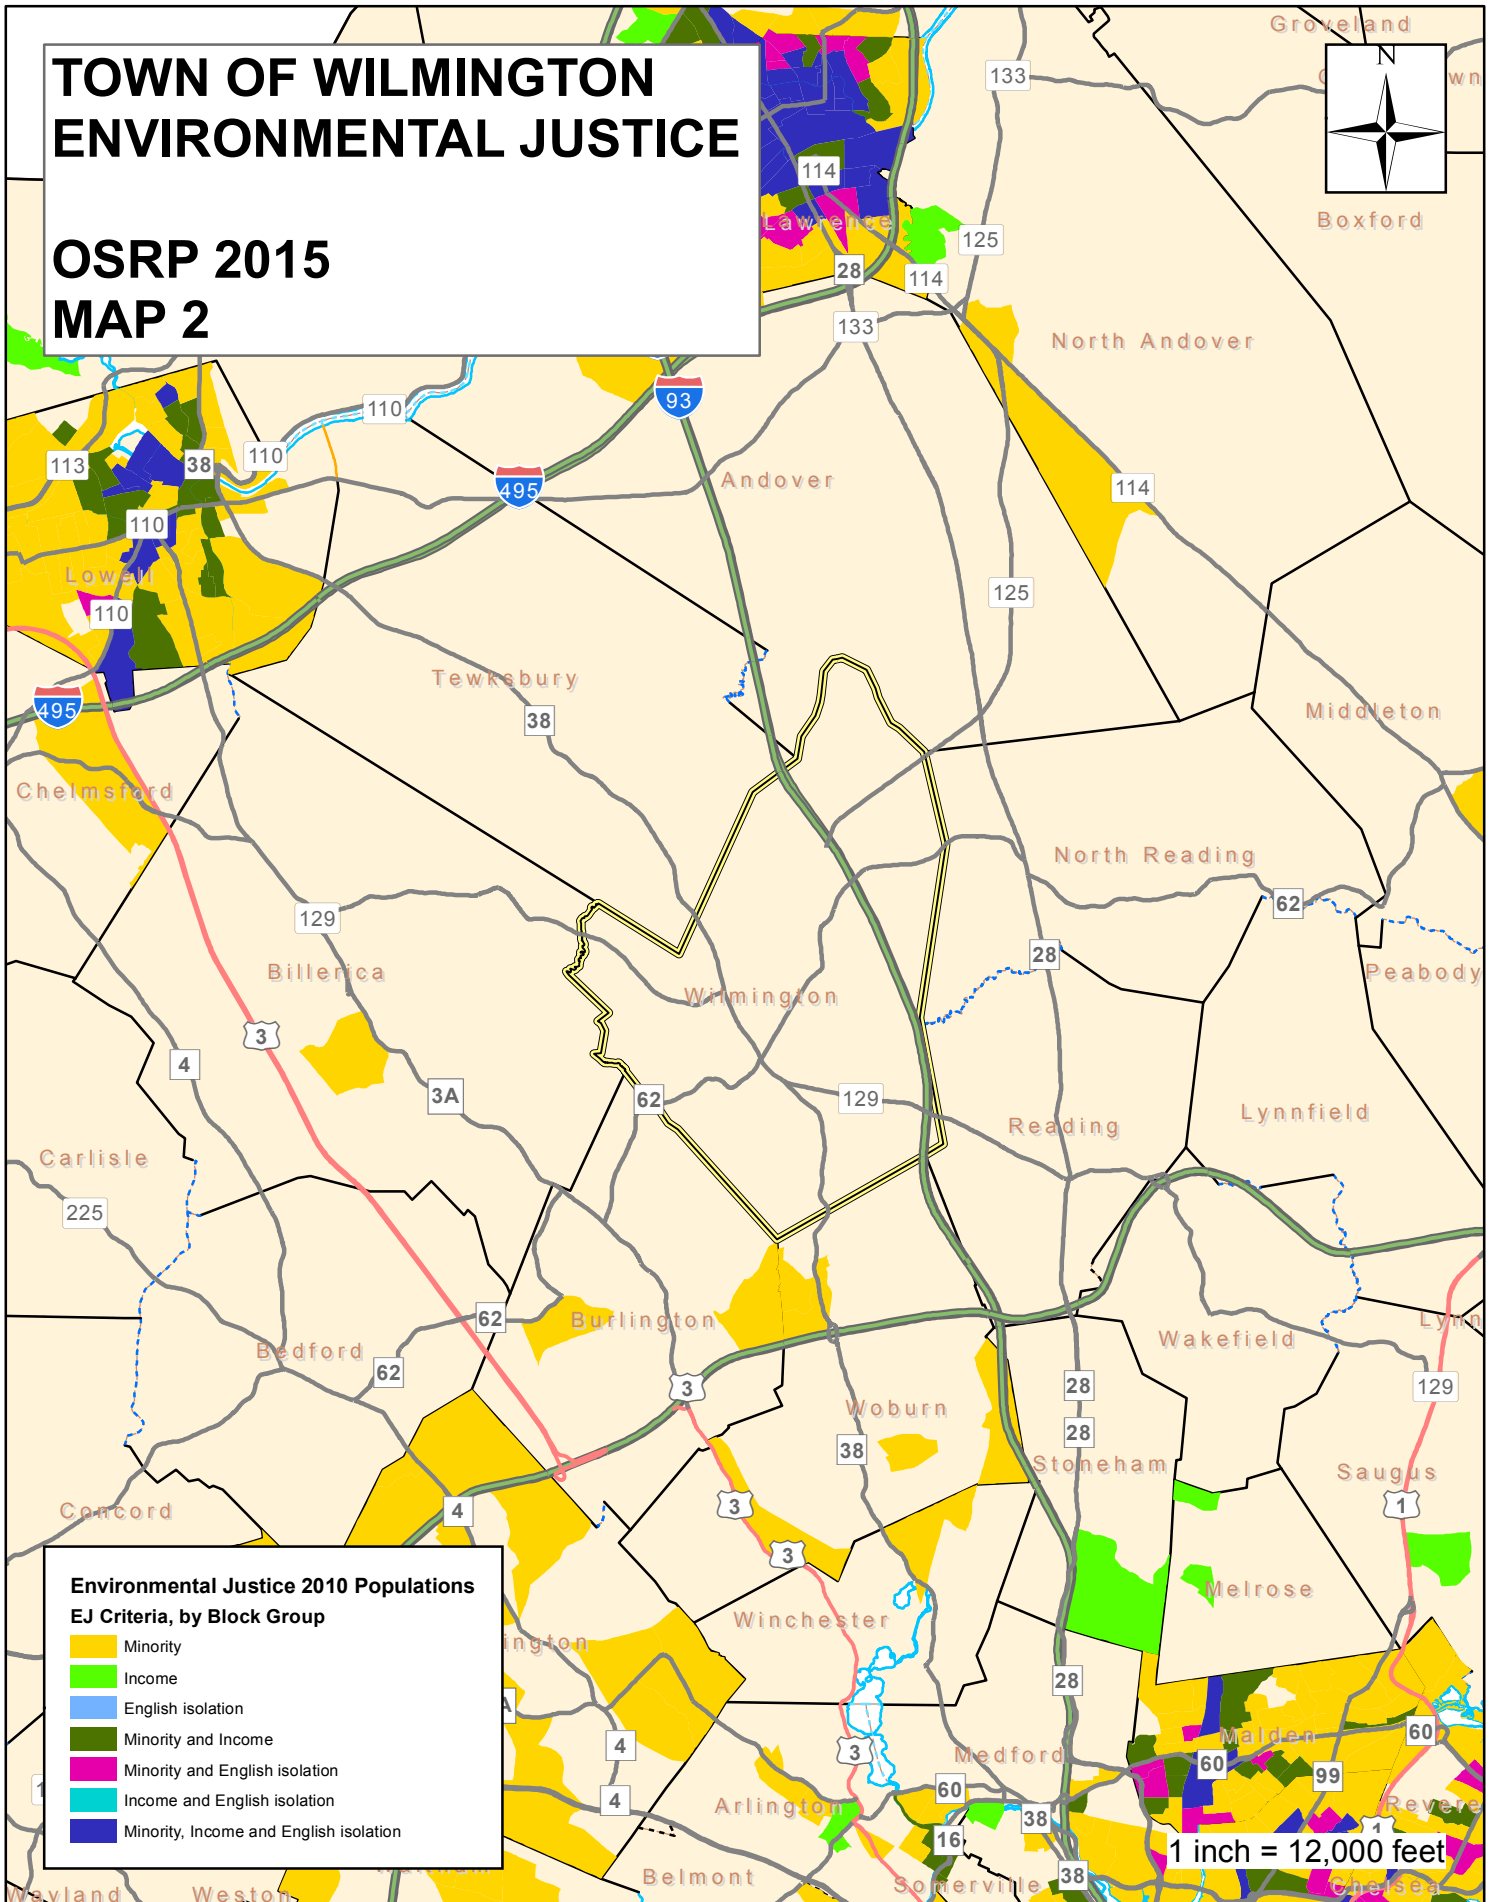 TOWN OF WILMINGTON
ENVIRONMENTAL JUSTICE
OSRP 2015
MAP 2
Groveland
N
wn
133
114
Lawrence
Boxford
125
28
114
133
North Andover
93
110
113
38
110
495
Andover
114
110
Lowell
110
125
Tewksbury
495
38
Middleton
Chelmsford
North Reading
129
62
Billerica
28
Peabody
Wilmington
3
4
3A
62
129
Reading
Lynnfield
Carlisle
225
62
Burlington
Lynn
Bedford
62
Wakefield
3
28
129
Woburn
38
28
Stoneham
Saugus
Concord
4
3
1
3
Melrose
Winchester
ington
A
28
4
3
Medford
Malden
60
60
99
4
60
Arlington
Revere
38
16
1
Belmont
38
Somerville
Chelsea
Wayland
Weston
Environmental Justice 2010 Populations
EJ Criteria, by Block Group
Minority
Income
English isolation
Minority and Income
Minority and English isolation
Income and English isolation
Minority, Income and English isolation
1 inch = 12,000 feet